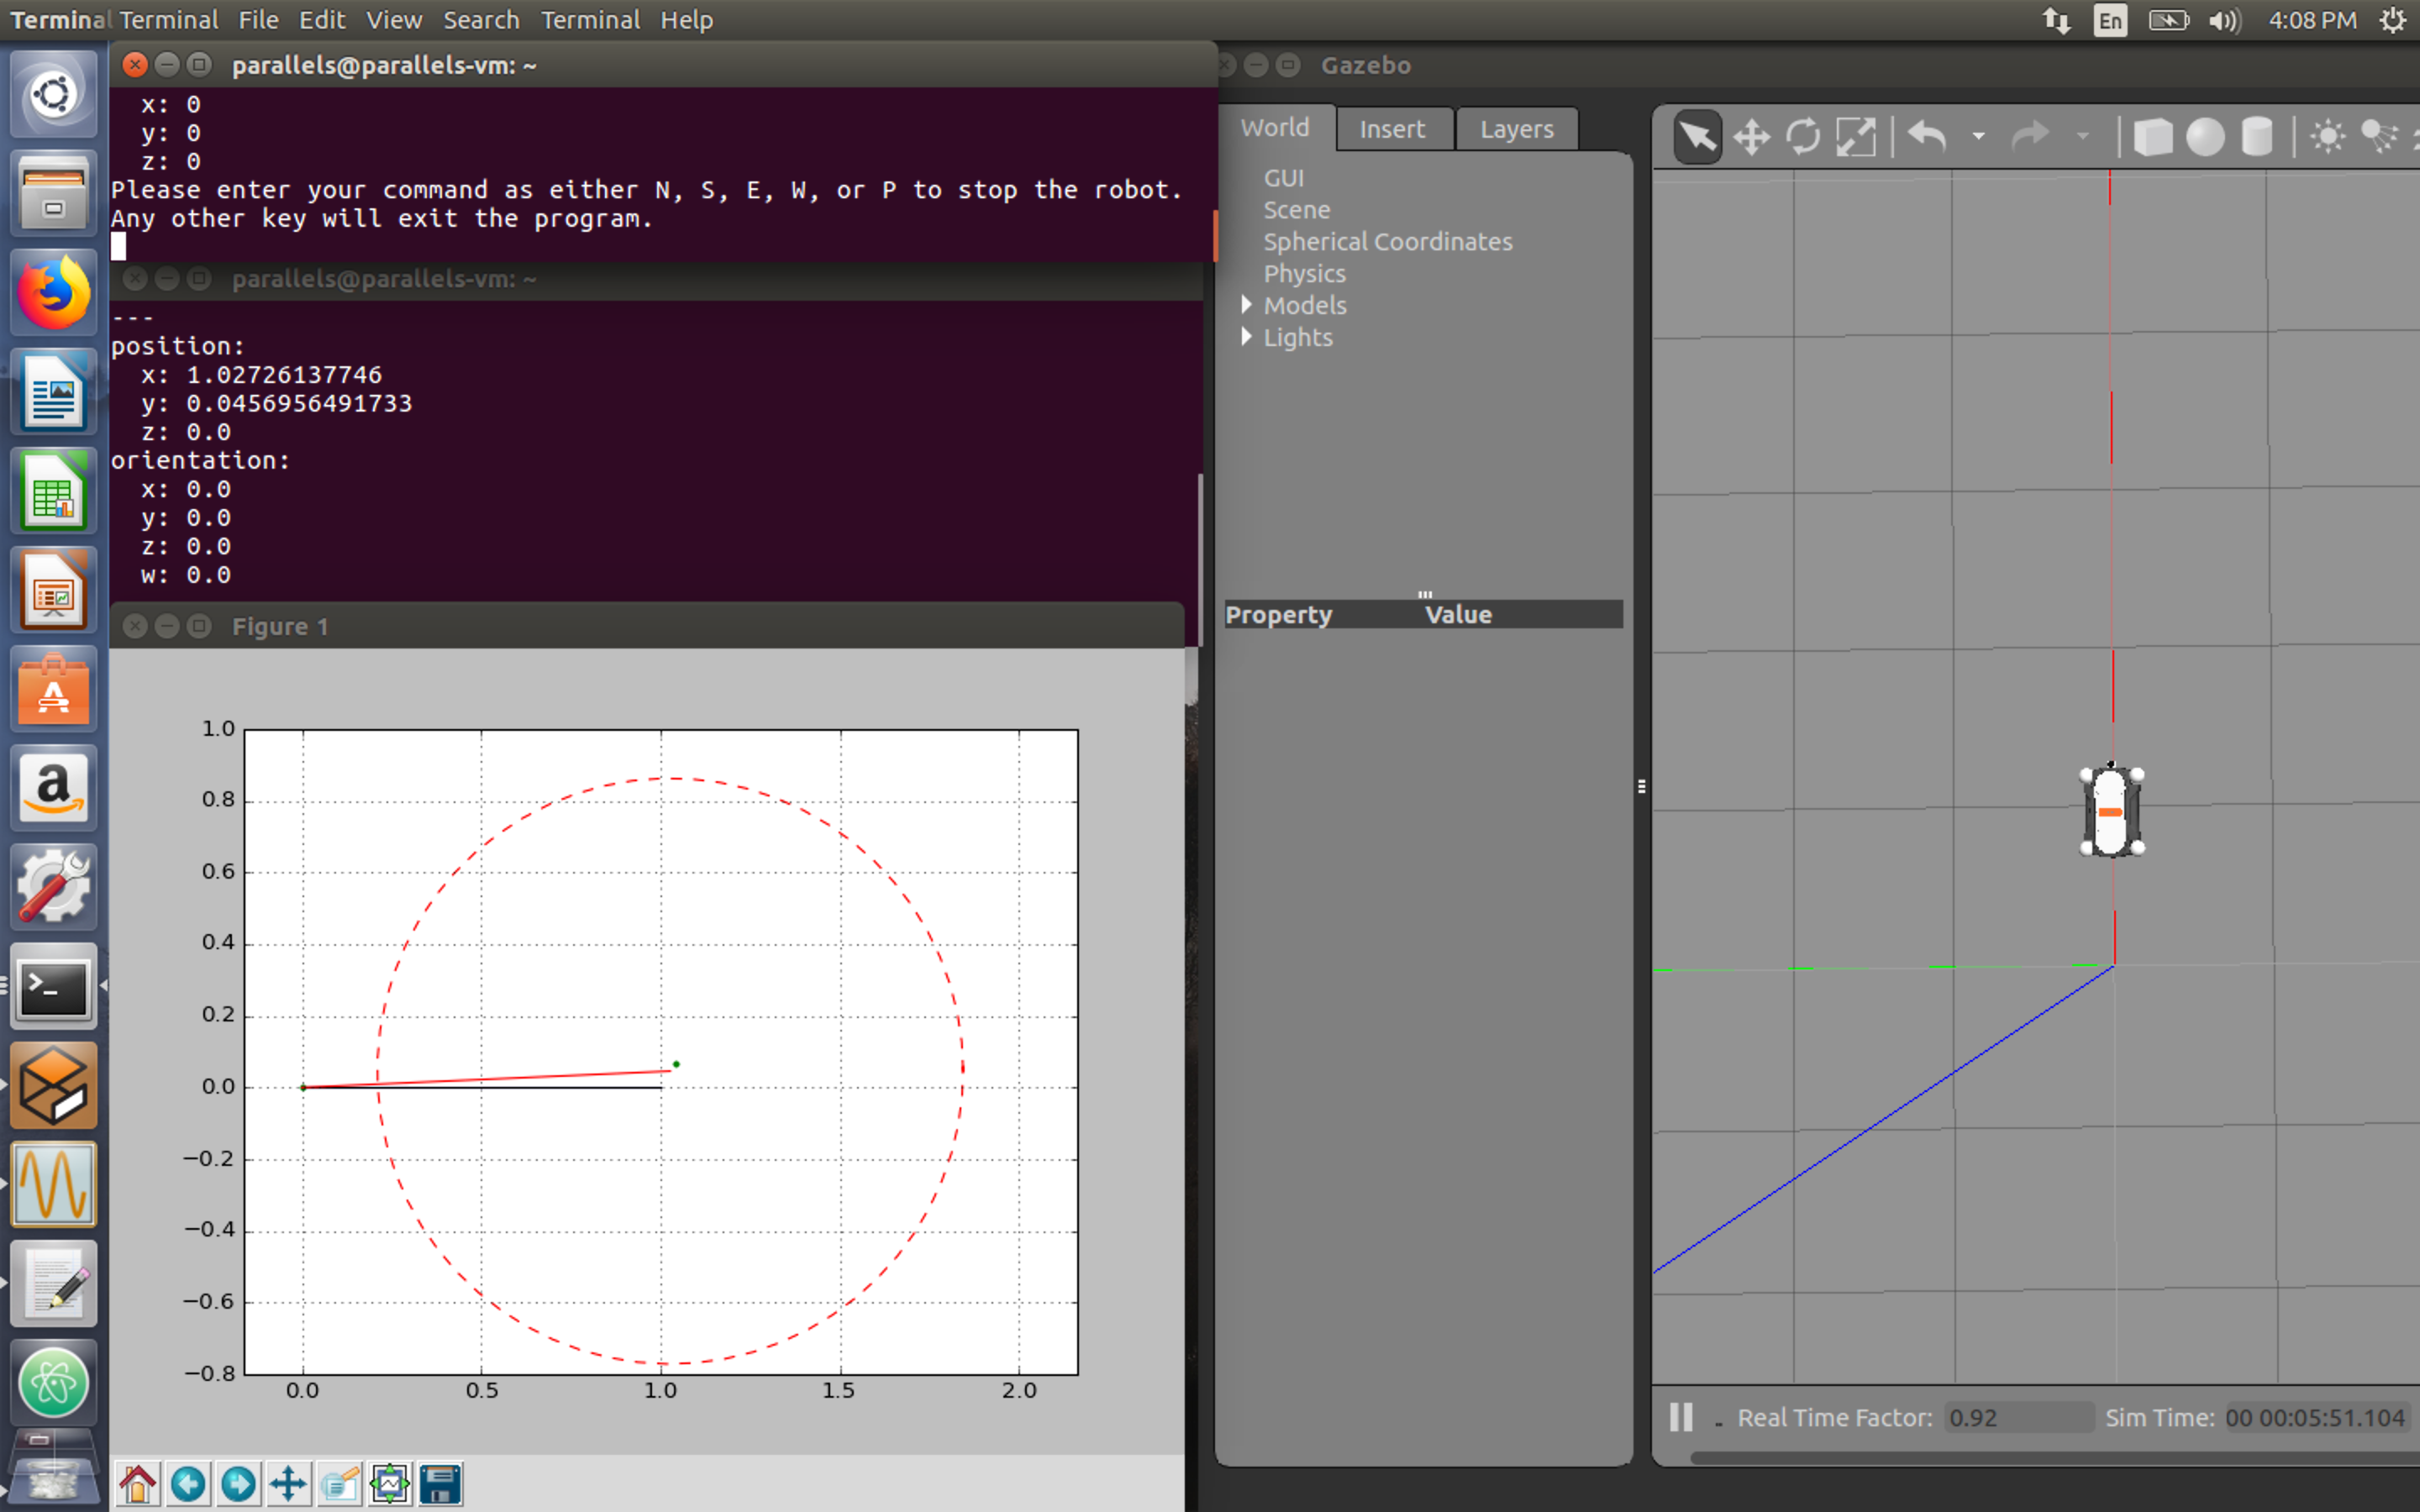 Terminal Terminal File Edit View Search Terminal Help En 4:08 PM
parallels@parallels-vm: ~
x: 0
y: 0
z: 0
Please enter your command as either N, S, E, W, or P to stop the robot.
Any other key will exit the program.
parallels@parallels-vm: ~
---
position:
x: 1.02726137746
y: 0.0456956491733
z: 0.0
orientation:
x: 0.0
y: 0.0
z: 0.0
w: 0.0
Figure 1
1.0
0.8
0.6
0.4
0.2
0.0
−0.2
−0.4
−0.6
−0.8
0.0 0.5 1.0 1.5 2.0
Gazebo
World Insert Layers
GUI
Scene
Spherical Coordinates
Physics
Models
Lights
Property Value
Real Time Factor: 0.92 Sim Time: 00 00:05:51.104